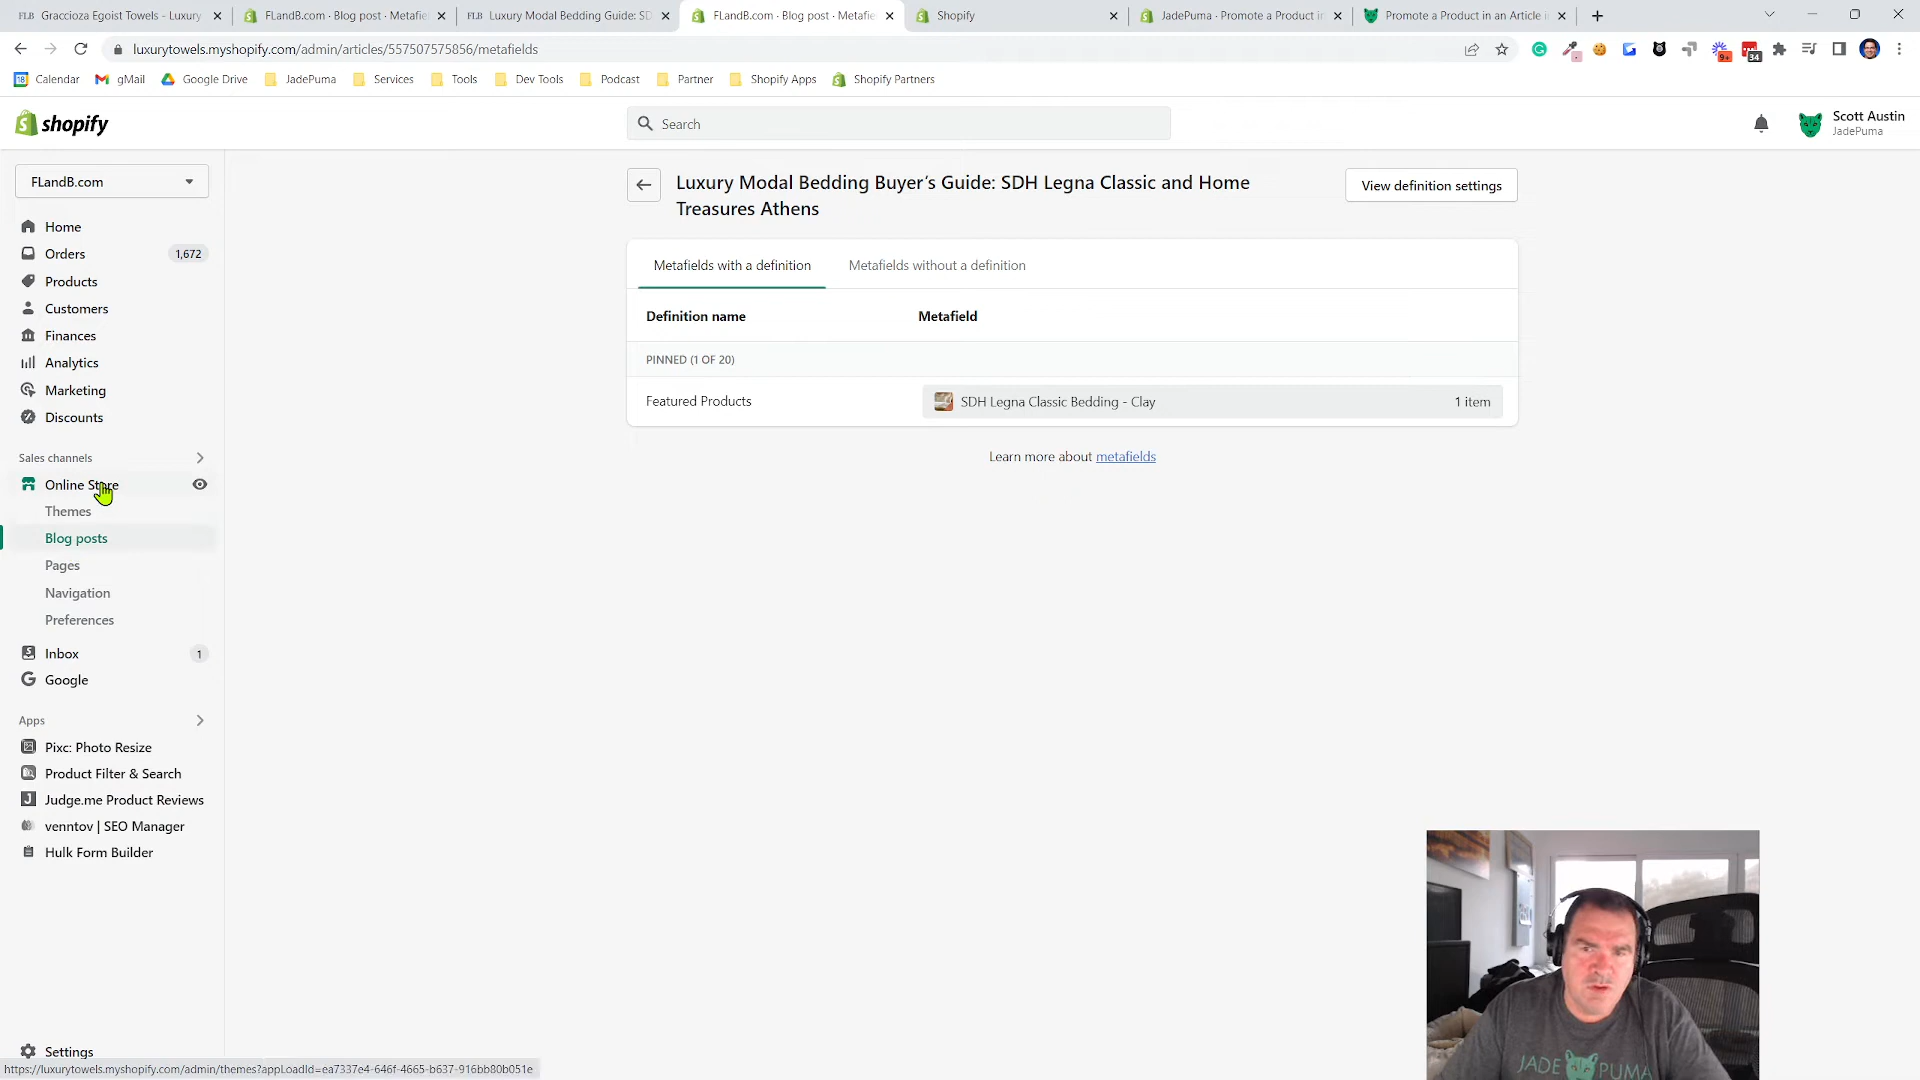 FLB Graccioza Egoist Towels - Luxury
FLandB.com · Blog post · Metafie
FLB Luxury Modal Bedding Guide: SD
FLandB.com · Blog post · Metafie
Shopify
JadePuma · Promote a Product in
Promote a Product in an Article i
luxurytowels.myshopify.com/admin/articles/557507575856/metafields
9+
34
18 Calendar
gMail
Google Drive
JadePuma
Services
Tools
Dev Tools
Podcast
Partner
Shopify Apps
Shopify Partners
shopify
Search
Scott Austin
JadePuma
FLandB.com
Home
Orders 1,672
Products
Customers
Finances
Analytics
Marketing
Discounts
Sales channels
Online Store
Themes
Blog posts
Pages
Navigation
Preferences
Inbox 1
Google
Apps
Pixc: Photo Resize
Product Filter & Search
Judge.me Product Reviews
venntov | SEO Manager
Hulk Form Builder
Settings
https://luxurytowels.myshopify.com/admin/themes?appLoadId=ea7337e4-646f-4665-b637-916bb80b051e
Luxury Modal Bedding Buyer's Guide: SDH Legna Classic and Home
Treasures Athens
View definition settings
Metafields with a definition
Metafields without a definition
Definition name
Metafield
PINNED (1 OF 20)
Featured Products
SDH Legna Classic Bedding - Clay
1 item
Learn more about metafields
JADE PUMA